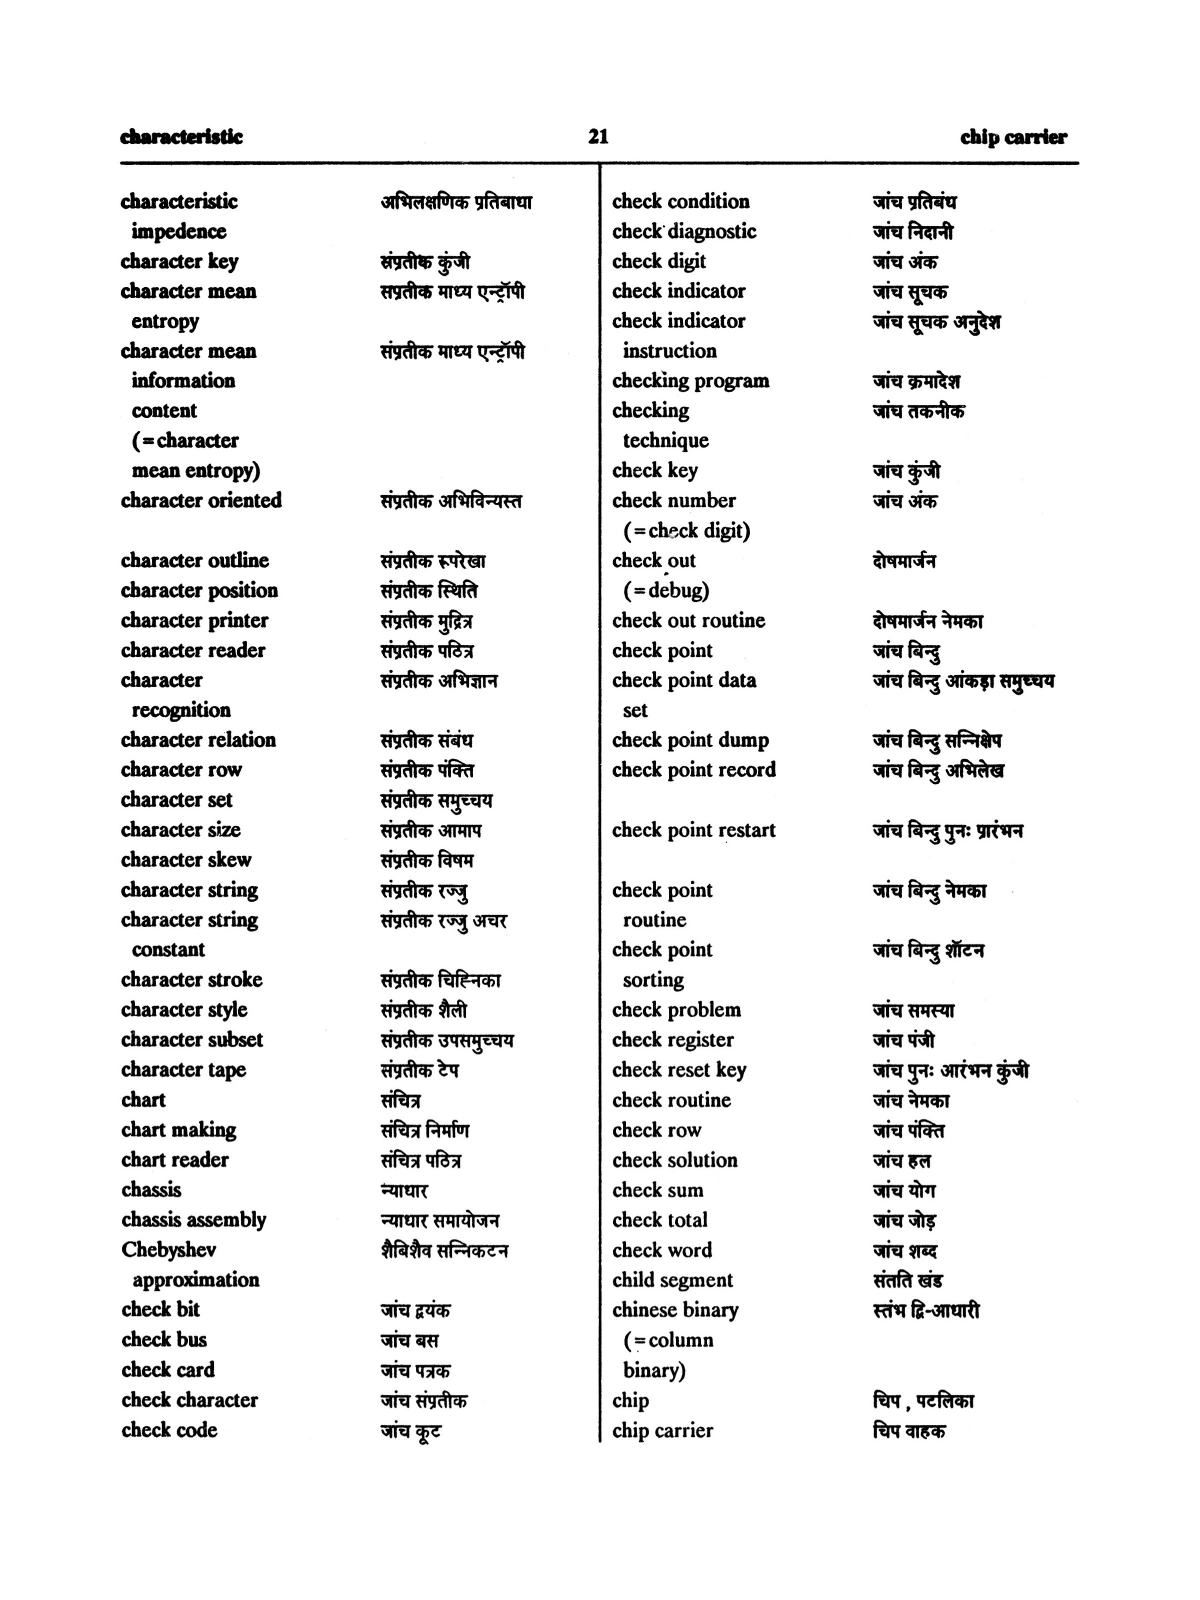 characteristic 21 chip carrier
characteristic अभिलक्षणिक प्रतिबाधा
impedence
character key संप्रतीक कुंजी
character mean सप्रतीक माध्य एन्ट्रॉपी
entropy
character mean संप्रतीक माध्य एन्ट्रॉपी
information
content
(=character
mean entropy)
character oriented संप्रतीक अभिविन्यस्त
character outline संप्रतीक रूपरेखा
character position संप्रतीक स्थिति
character printer संप्रतीक मुद्रित्र
character reader संप्रतीक पठित्र
character संप्रतीक अभिज्ञान
recognition
character relation संप्रतीक संबंध
character row संप्रतीक पंक्ति
character set संप्रतीक समुच्चय
character size संप्रतीक आमाप
character skew संप्रतीक विषम
character string संप्रतीक रज्जु
character string संप्रतीक रज्जु अचर
constant
character stroke संप्रतीक चिह्निका
character style संप्रतीक शैली
character subset संप्रतीक उपसमुच्चय
character tape संप्रतीक टेप
chart संचित्र
chart making संचित्र निर्माण
chart reader संचित्र पठित्र
chassis न्याधार
chassis assembly न्याधार समायोजन
Chebyshev शैबिशैव सन्निकटन
approximation
check bit जांच द्वयंक
check bus जांच बस
check card जांच पत्रक
check character जांच संप्रतीक
check code जांच कूट
check condition जांच प्रतिबंध
check diagnostic जांच निदानी
check digit जांच अंक
check indicator जांच सूचक
check indicator जांच सूचक अनुदेश
instruction
checking program जांच क्रमादेश
checking जांच तकनीक
technique
check key जांच कुंजी
check number जांच अंक
(=check digit)
check out दोषमार्जन
(=debug)
check out routine दोषमार्जन नेमका
check point जांच बिन्दु
check point data जांच बिन्दु आंकड़ा समुच्चय
set
check point dump जांच बिन्दु सन्निक्षेप
check point record जांच बिन्दु अभिलेख
check point restart जांच बिन्दु पुनः प्रारंभन
check point जांच बिन्दु नेमका
routine
check point जांच बिन्दु शॉटन
sorting
check problem जांच समस्या
check register जांच पंजी
check reset key जांच पुनः आरंभन कुंजी
check routine जांच नेमका
check row जांच पंक्ति
check solution जांच हल
check sum जांच योग
check total जांच जोड़
check word जांच शब्द
child segment संतति खंड
chinese binary स्तंभ द्वि-आधारी
(=column
binary)
chip चिप , पटलिका
chip carrier चिप वाहक